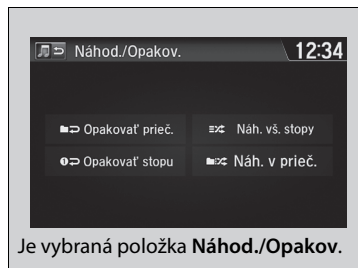 Náhod./Opakov.
12:34
Opakovať prieč.
Náh. vš. stopy
Opakovať stopu
Náh. v prieč.
Je vybraná položka Náhod./Opakov.